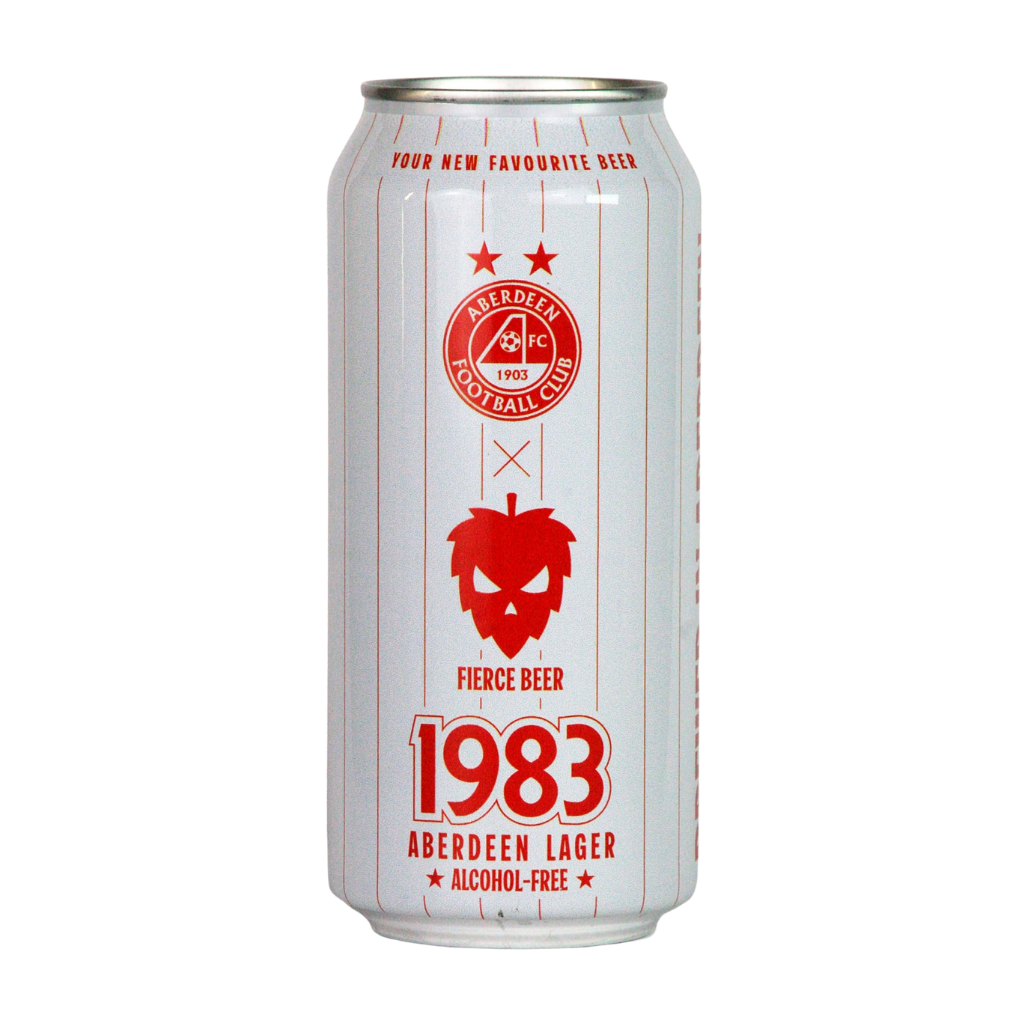 YOUR NEW FAVOURITE BEER
ABERDEEN
FC
1903
FOOTBALL CLUB
FIERCE BEER
1983
ABERDEEN LAGER
ALCOHOL-FREE